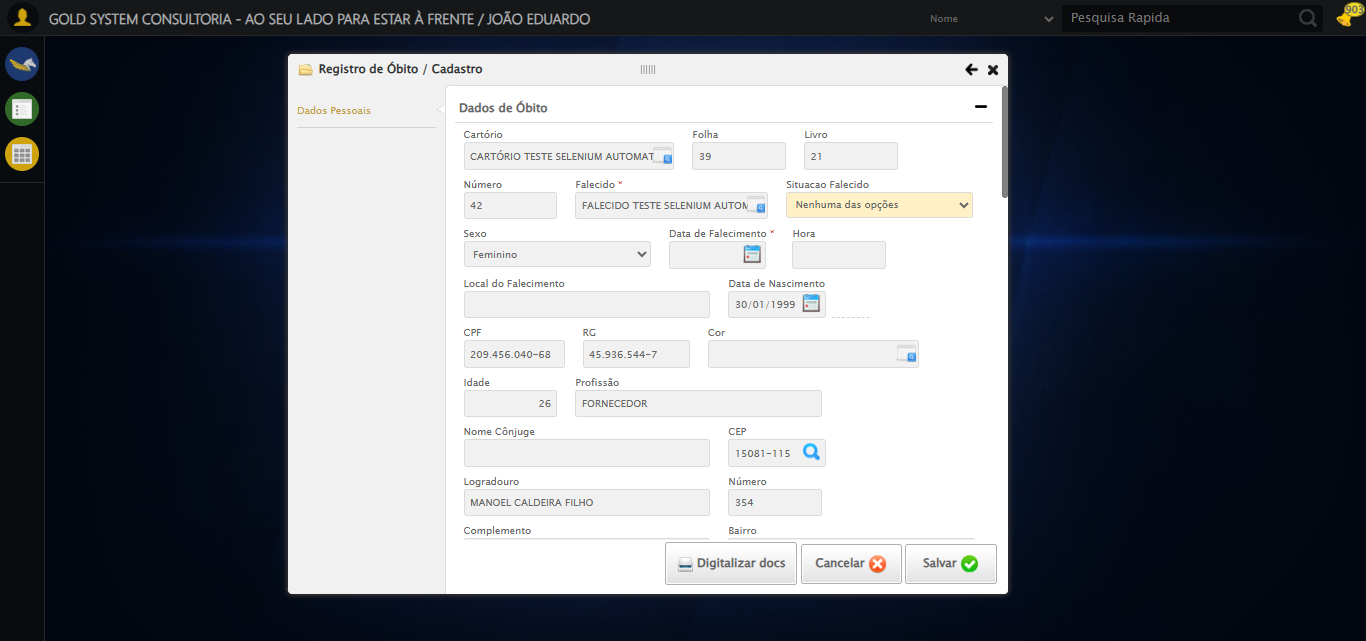 GOLD SYSTEM CONSULTORIA - AO SEU LADO PARA ESTAR À FRENTE / JOÃO EDUARDO
Nome
Pesquisa Rapida
903
Registro de Óbito / Cadastro
Dados Pessoais
Dados de Óbito
Cartório Folha Livro
CARTÓRIO TESTE SELENIUM AUTOMAT 39 21
Número Falecido * Situacao Falecido
42 FALECIDO TESTE SELENIUM AUTOM Nenhuma das opções
Sexo Data de Falecimento * Hora
Feminino
Local do Falecimento Data de Nascimento
30/01/1999
CPF RG Cor
209.456.040-68 45.936.544-7
Idade Profissão
26 FORNECEDOR
Nome Cônjuge CEP
15081-115
Logradouro Número
MANOEL CALDEIRA FILHO 354
Complemento Bairro
Digitalizar docs Cancelar Salvar